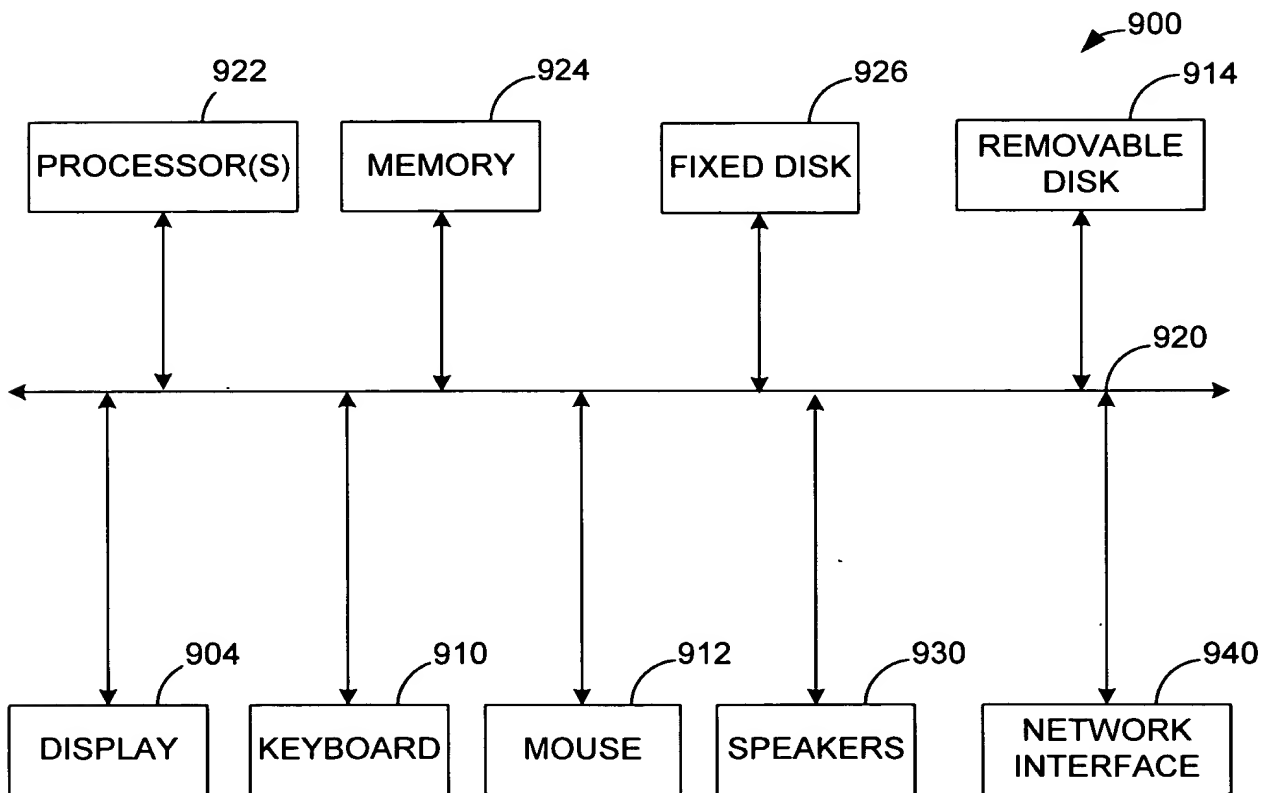 900
922
924
926
914
PROCESSOR(S)
MEMORY
FIXED DISK
REMOVABLE
DISK
920
904
910
912
930
940
DISPLAY
KEYBOARD
MOUSE
SPEAKERS
NETWORK
INTERFACE